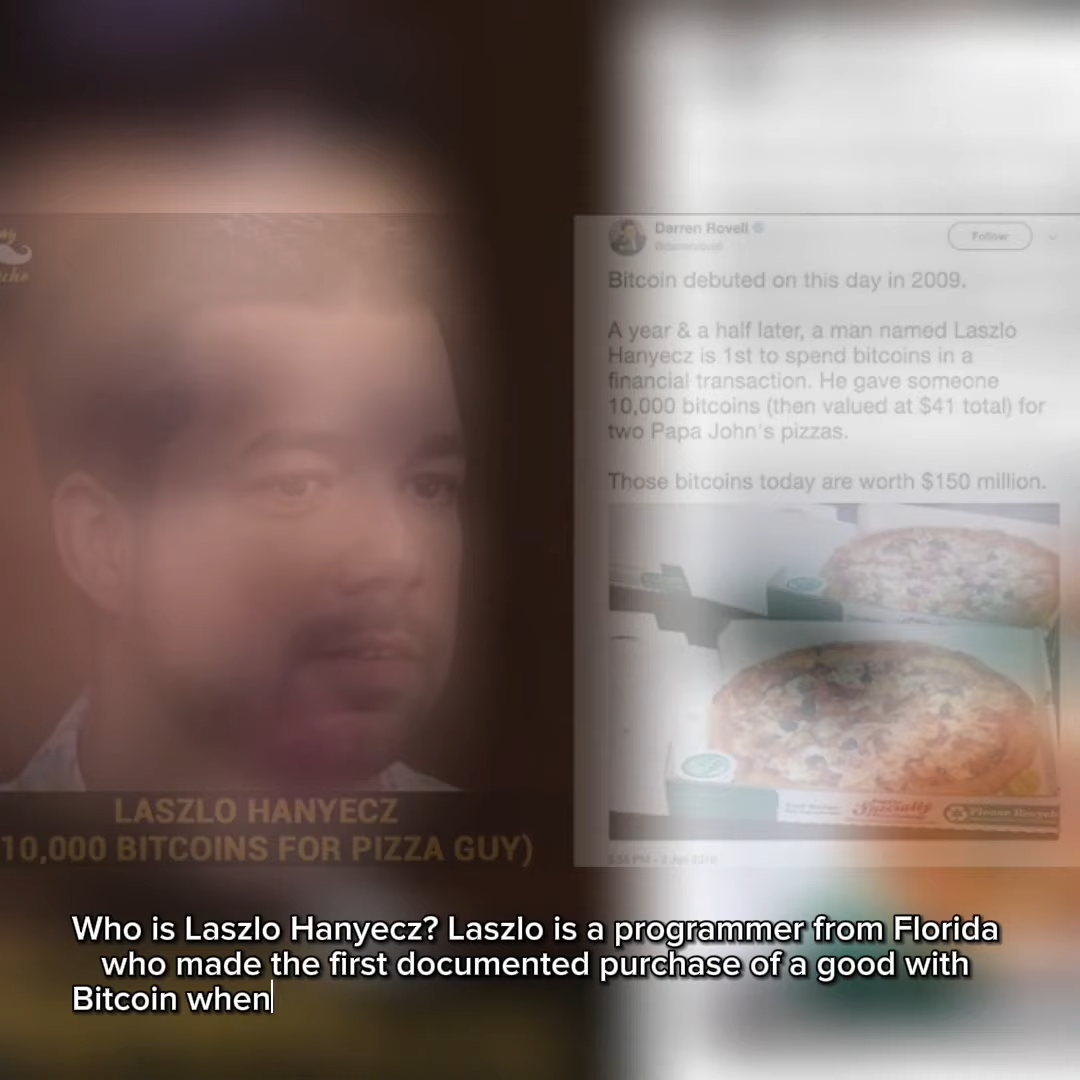 Darren Rovell
Follow
Bitcoin debuted on this day in 2009.
A year & a half later, a man named Laszlo
Hanyecz is 1st to spend bitcoins in a
financial transaction. He gave someone
10,000 bitcoins (then valued at $41 total) for
two Papa John's pizzas.
Those bitcoins today are worth $150 million.
Specialty
Please Recycle
LASZLO HANYECZ
10,000 BITCOINS FOR PIZZA GUY)
Who is Laszlo Hanyecz? Laszlo is a programmer from Florida
who made the first documented purchase of a good with
Bitcoin when